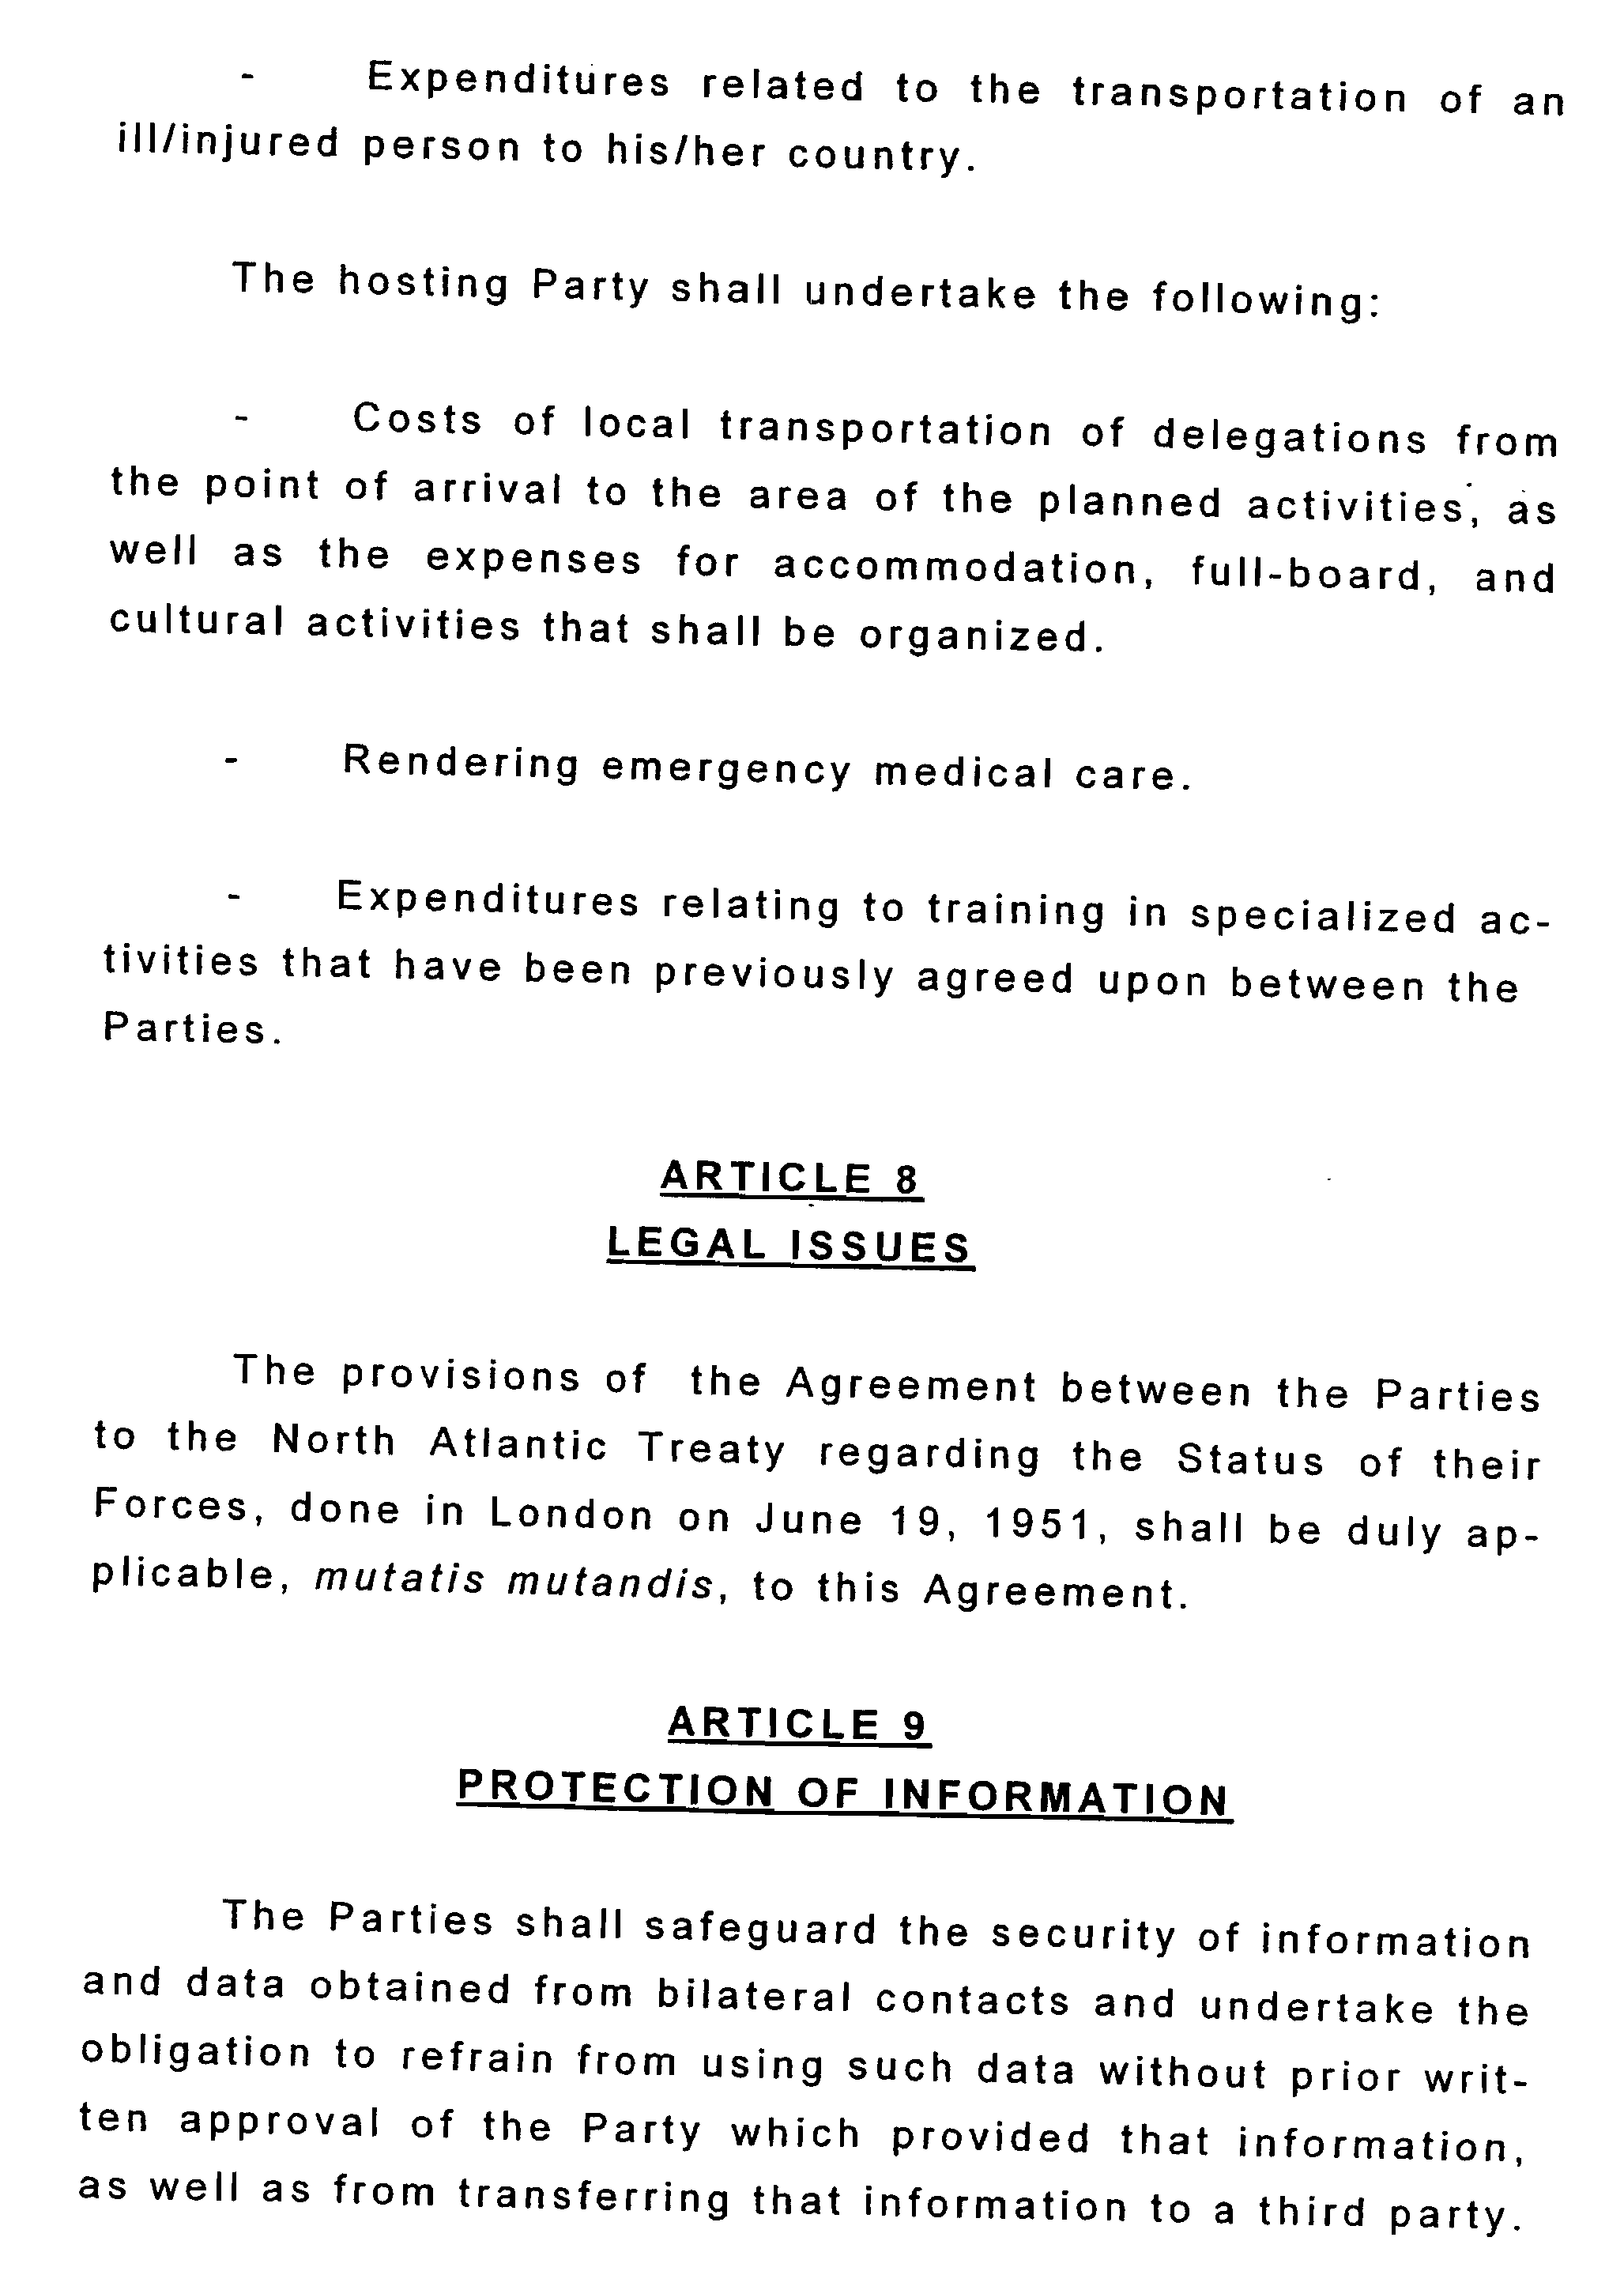 - Expenditures related to the transportation of an
ill/injured person to his/her country.
The hosting Party shall undertake the following:
- Costs of local transportation of delegations from
the point of arrival to the area of the planned activities, as
well as the expenses for accommodation, full-board, and
cultural activities that shall be organized.
- Rendering emergency medical care.
- Expenditures relating to training in specialized ac-
tivities that have been previously agreed upon between the
Parties.
ARTICLE 8
LEGAL ISSUES
The provisions of the Agreement between the Parties
to the North Atlantic Treaty regarding the Status of their
Forces, done in London on June 19, 1951, shall be duly ap-
plicable, mutatis mutandis, to this Agreement.
ARTICLE 9
PROTECTION OF INFORMATION
The Parties shall safeguard the security of information
and data obtained from bilateral contacts and undertake the
obligation to refrain from using such data without prior writ-
ten approval of the Party which provided that information,
as well as from transferring that information to a third party.